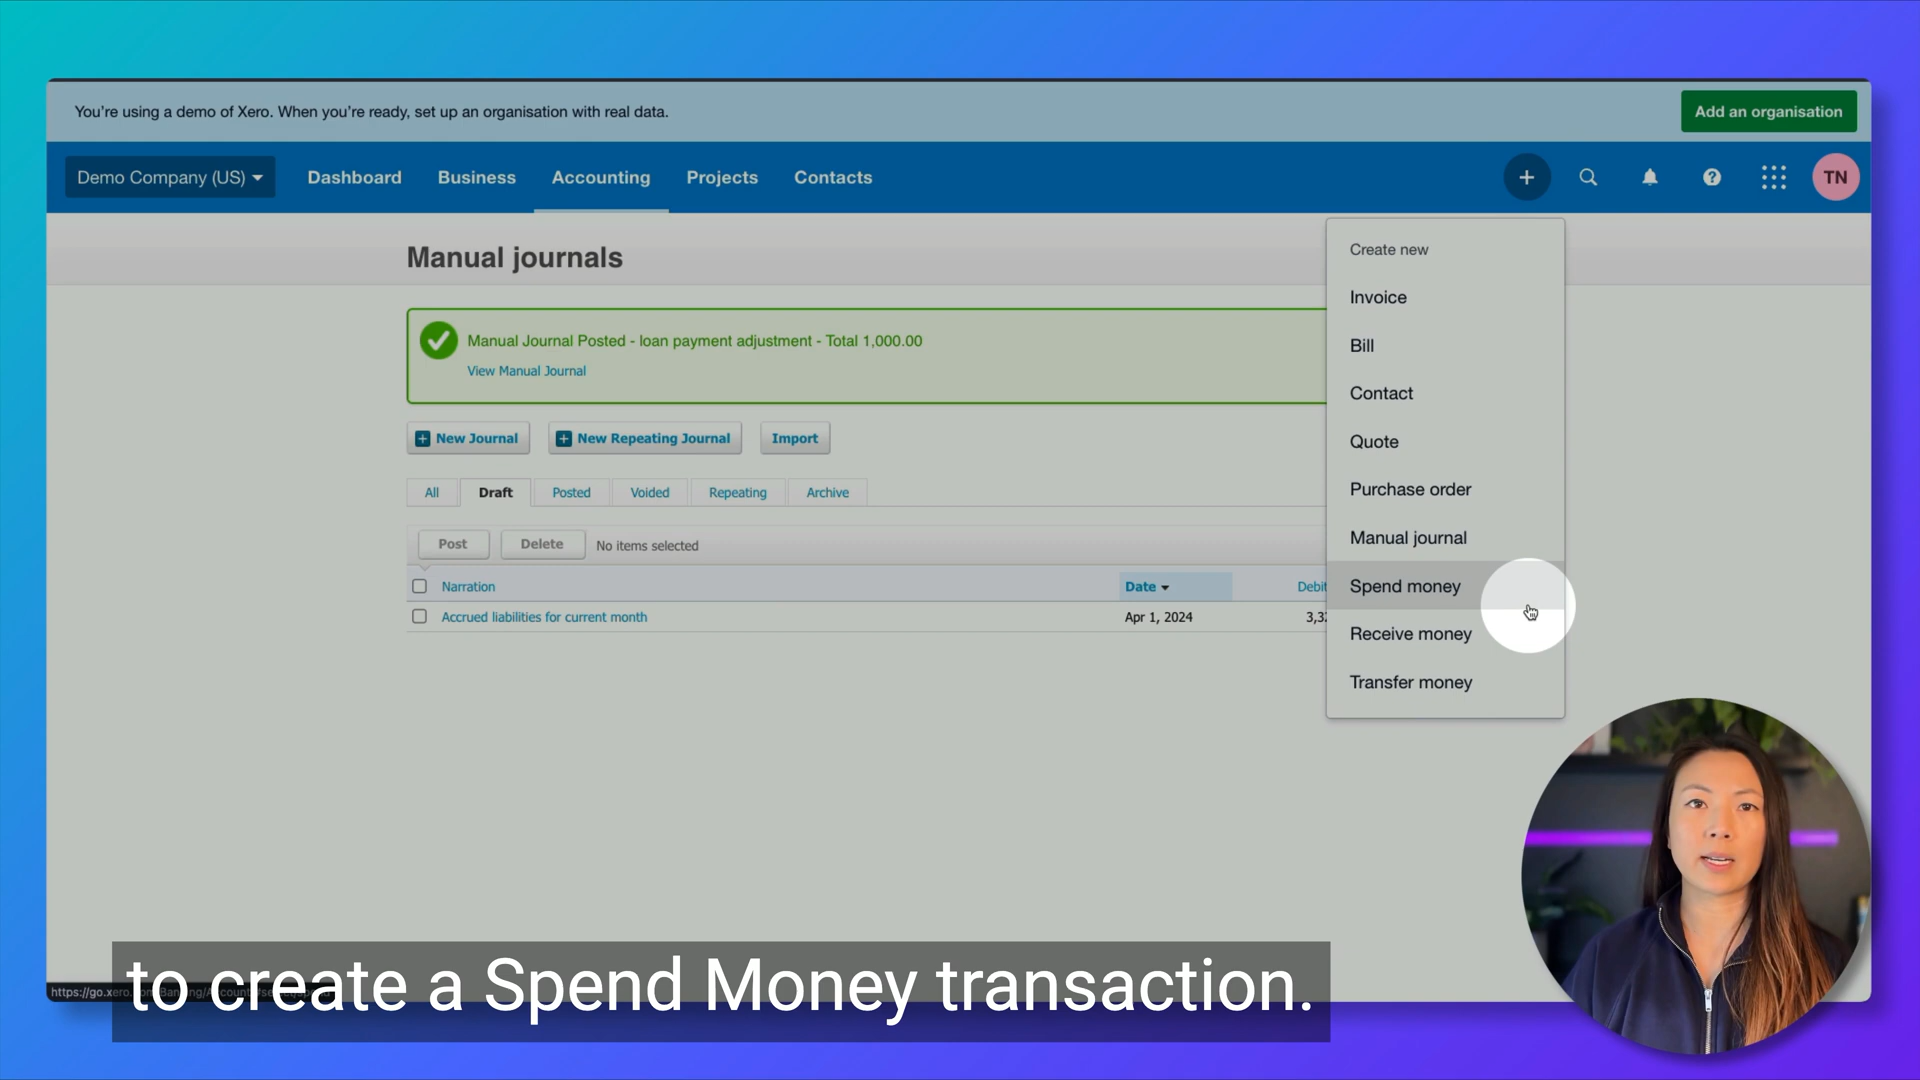 You're using a demo of Xero. When you're ready, set up an organisation with real data.
Add an organisation
Demo Company (US)
Dashboard
Business
Accounting
Projects
Contacts
TN
Manual journals
Manual Journal Posted - loan payment adjustment - Total 1,000.00
View Manual Journal
New Journal
New Repeating Journal
Import
All
Draft
Posted
Voided
Repeating
Archive
Post
Delete
No items selected
Narration
Date
Debit
Accrued liabilities for current month
Apr 1, 2024
Create new
Invoice
Bill
Contact
Quote
Purchase order
Manual journal
Spend money
Receive money
Transfer money
to create a Spend Money transaction.